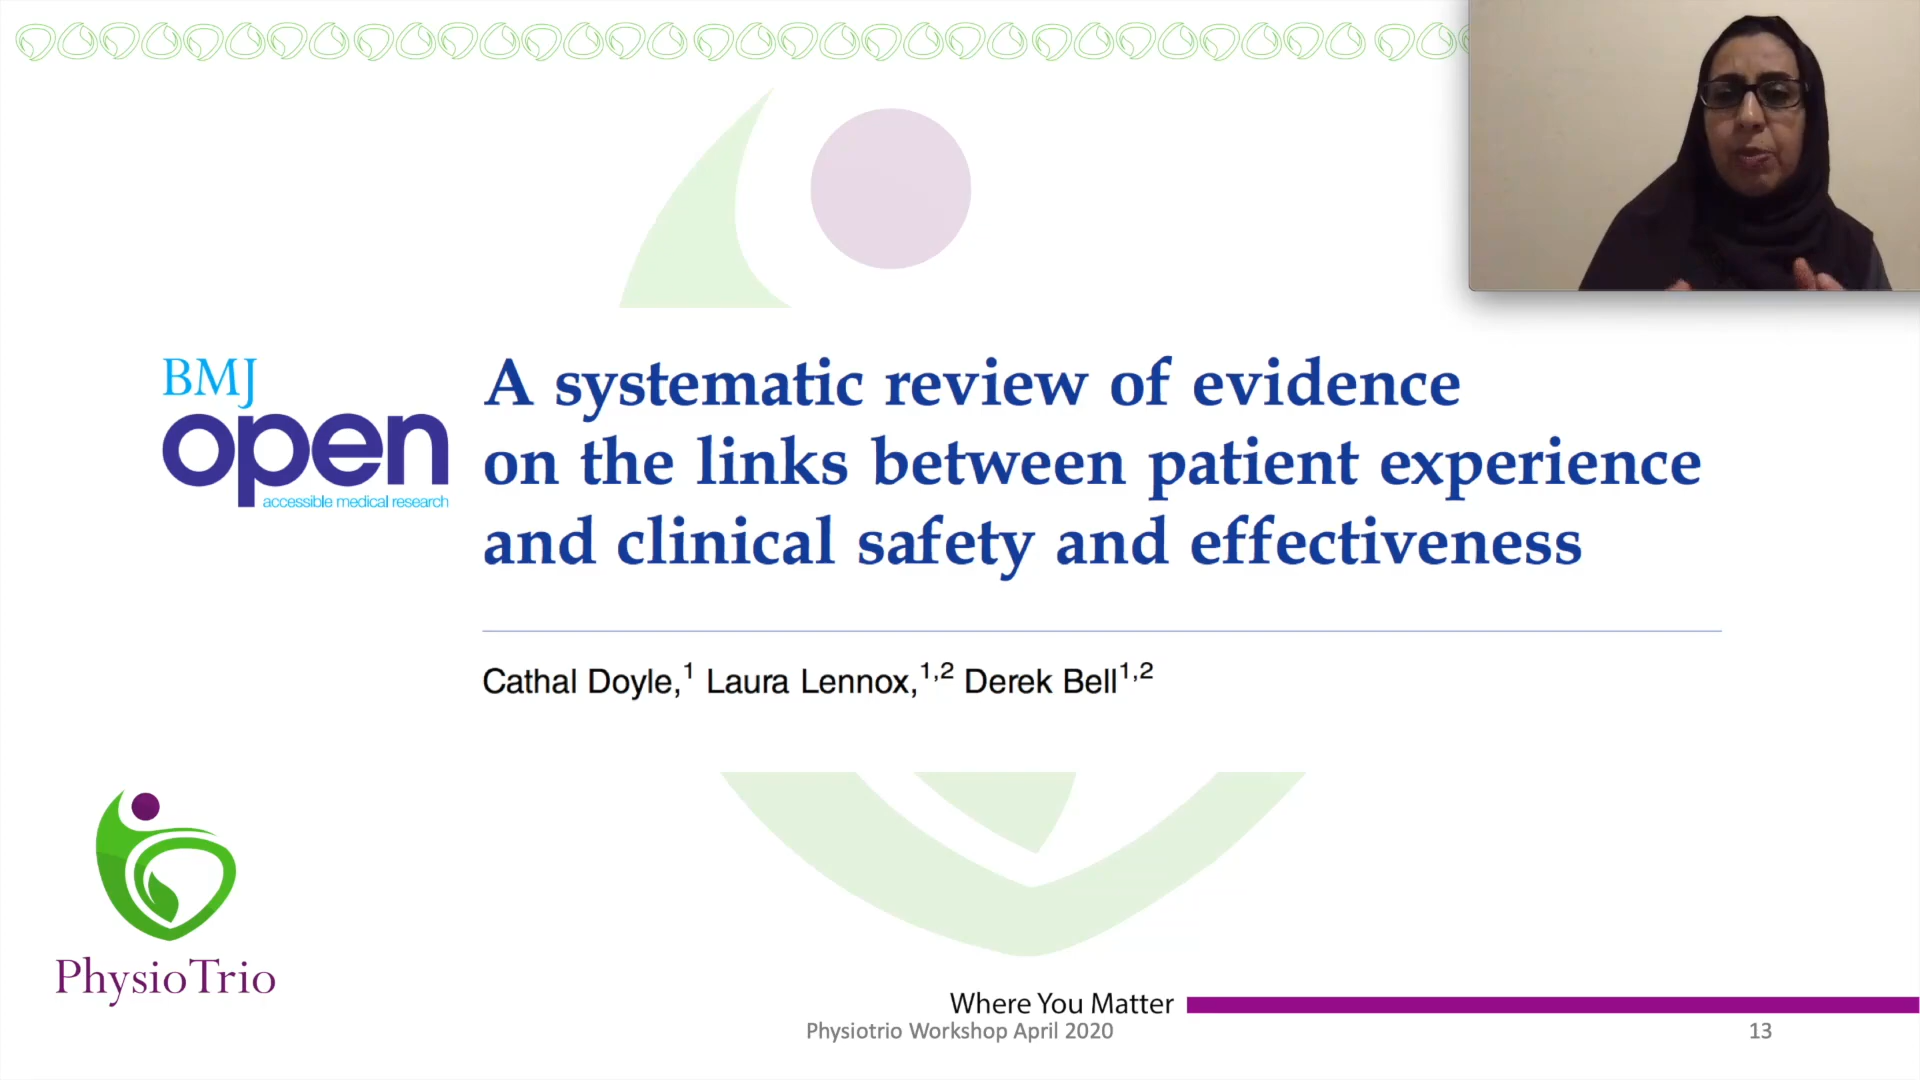 BMJ
open
accessible medical research
A systematic review of evidence
on the links between patient experience
and clinical safety and effectiveness
Cathal Doyle,1 Laura Lennox,1,2 Derek Bell1,2
PhysioTrio
Where You Matter
Physiotrio Workshop April 2020
13